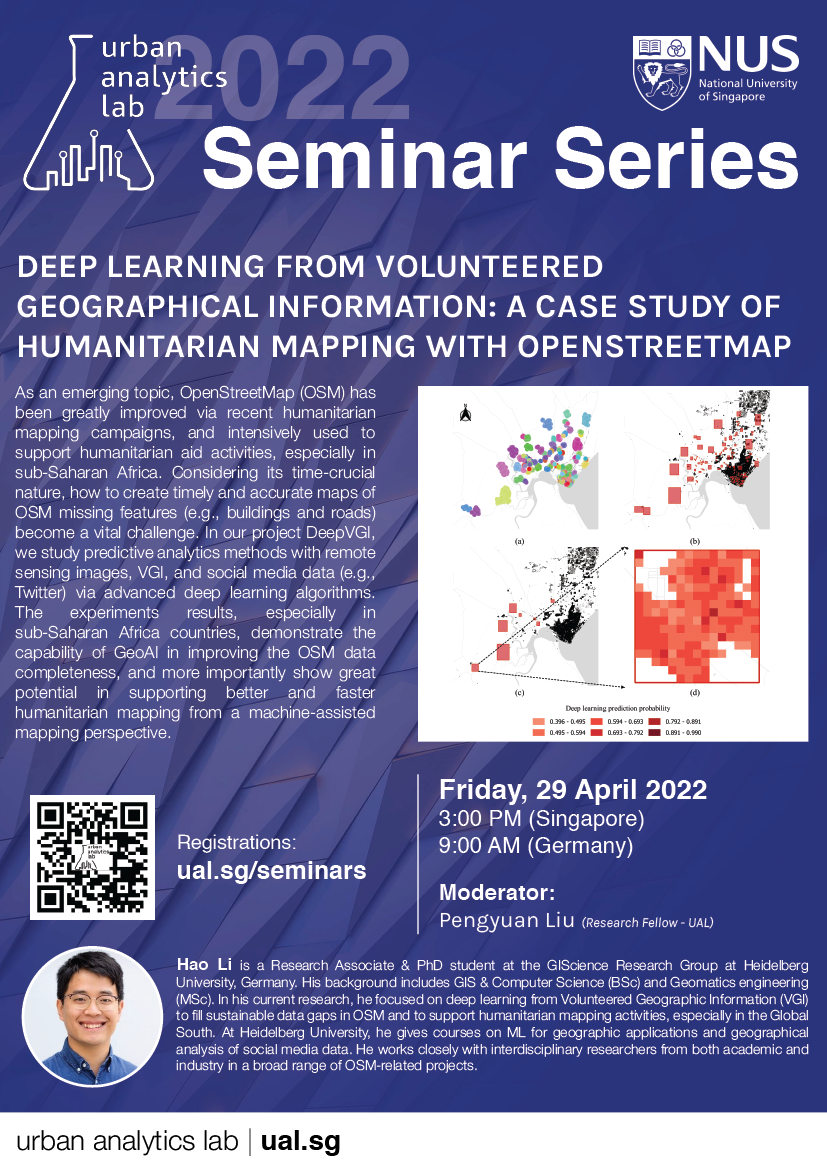 urban
analytics
lab
2022
NUS
National University
of Singapore
Seminar Series
DEEP LEARNING FROM VOLUNTEERED
GEOGRAPHICAL INFORMATION: A CASE STUDY OF
HUMANITARIAN MAPPING WITH OPENSTREETMAP
As an emerging topic, OpenStreetMap (OSM) has
been greatly improved via recent humanitarian
mapping campaigns, and intensively used to
support humanitarian aid activities, especially in
sub-Saharan Africa. Considering its time-crucial
nature, how to create timely and accurate maps of
OSM missing features (e.g., buildings and roads)
become a vital challenge. In our project DeepVGI,
we study predictive analytics methods with remote
sensing images, VGI, and social media data (e.g.,
Twitter) via advanced deep learning algorithms.
The experiments results, especially in
sub-Saharan Africa countries, demonstrate the
capability of GeoAI in improving the OSM data
completeness, and more importantly show great
potential in supporting better and faster
humanitarian mapping from a machine-assisted
mapping perspective.
(a)
(b)
(c)
(d)
Deep learning prediction probability
0.396 - 0.495
0.594 - 0.693
0.792 - 0.891
0.495 - 0.594
0.693 - 0.792
0.891 - 0.990
urban
analytics
lab
Registrations:
ual.sg/seminars
Friday, 29 April 2022
3:00 PM (Singapore)
9:00 AM (Germany)
Moderator:
Pengyuan Liu (Research Fellow - UAL)
Hao Li is a Research Associate & PhD student at the GIScience Research Group at Heidelberg
University, Germany. His background includes GIS & Computer Science (BSc) and Geomatics engineering
(MSc). In his current research, he focused on deep learning from Volunteered Geographic Information (VGI)
to fill sustainable data gaps in OSM and to support humanitarian mapping activities, especially in the Global
South. At Heidelberg University, he gives courses on ML for geographic applications and geographical
analysis of social media data. He works closely with interdisciplinary researchers from both academic and
industry in a broad range of OSM-related projects.
urban analytics lab | ual.sg